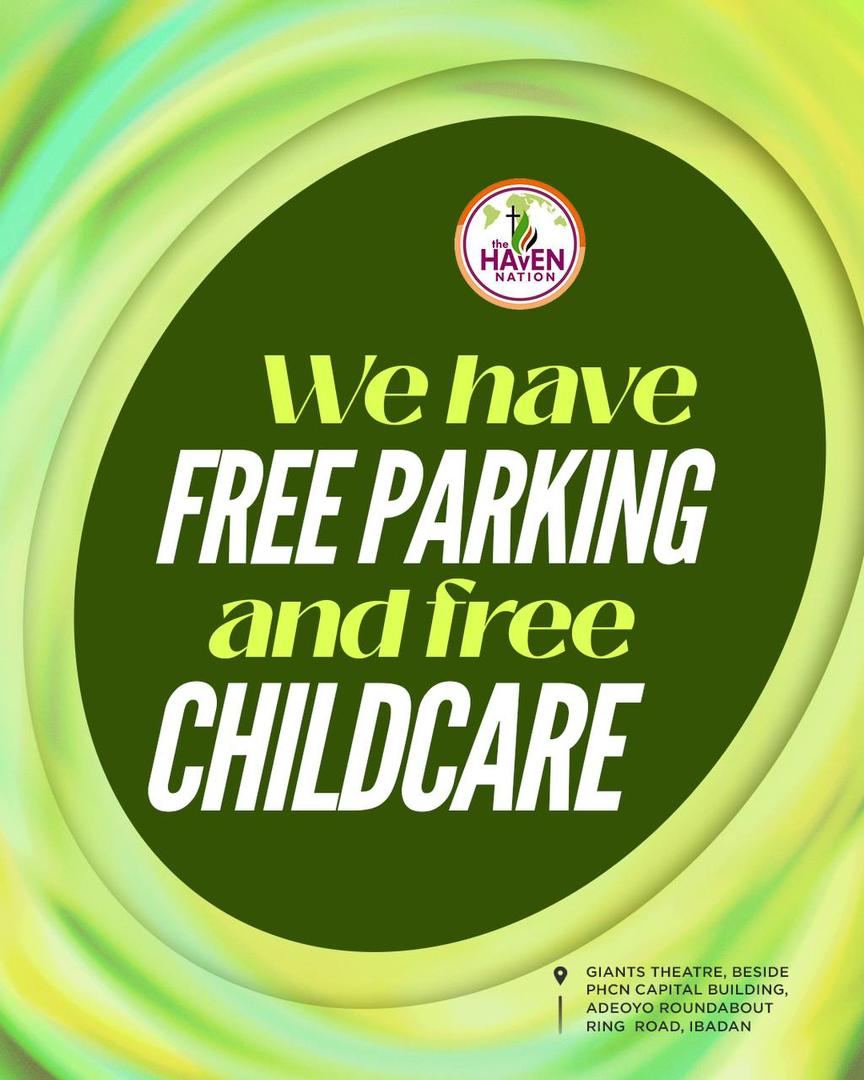 the
HAVEN
NATION
We have
FREE PARKING
and free
CHILDCARE
GIANTS THEATRE, BESIDE
PHCN CAPITAL BUILDING,
ADEOYO ROUNDABOUT
RING ROAD, IBADAN